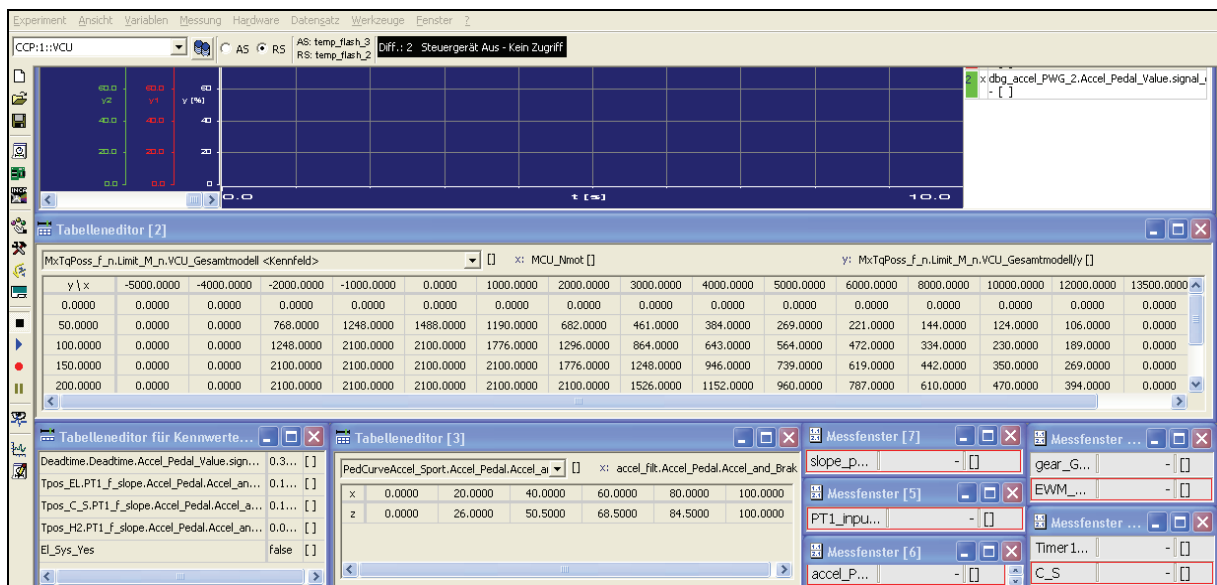 Experiment Ansicht Variablen Messung Hardware Datensatz Werkzeuge Fenster ?
CCP:1::VCU AS RS AS: temp_flash_3 Diff.: 2 Steuergerät Aus - Kein Zugriff
RS: temp_flash_2
60.0 60.0 60
y2 y1 y [%]
40.0 40.0 40
20.0 20.0 20
0.0 0.0 0
0.0 t [s] 10.0
2 x dbg_accel_PWG_2.Accel_Pedal_Value.signal_
- [ ]
Tabelleneditor [2]
MxTqPoss_f_n.Limit_M_n.VCU_Gesamtmodell <Kennfeld> [] x: MCU_Nmot [] y: MxTqPoss_f_n.Limit_M_n.VCU_Gesamtmodell/y []
y \ x -5000.0000 -4000.0000 -2000.0000 -1000.0000 0.0000 1000.0000 2000.0000 3000.0000 4000.0000 5000.0000 6000.0000 8000.0000 10000.0000 12000.0000 13500.0000
0.0000 0.0000 0.0000 0.0000 0.0000 0.0000 0.0000 0.0000 0.0000 0.0000 0.0000 0.0000 0.0000 0.0000 0.0000 0.0000
50.0000 0.0000 0.0000 768.0000 1248.0000 1488.0000 1190.0000 682.0000 461.0000 384.0000 269.0000 221.0000 144.0000 124.0000 106.0000 0.0000
100.0000 0.0000 0.0000 1248.0000 2100.0000 2100.0000 1776.0000 1296.0000 864.0000 643.0000 564.0000 472.0000 334.0000 230.0000 189.0000 0.0000
150.0000 0.0000 0.0000 2100.0000 2100.0000 2100.0000 2100.0000 1776.0000 1248.0000 946.0000 739.0000 619.0000 442.0000 350.0000 269.0000 0.0000
200.0000 0.0000 0.0000 2100.0000 2100.0000 2100.0000 2100.0000 2100.0000 1526.0000 1152.0000 960.0000 787.0000 610.0000 470.0000 394.0000 0.0000
Tabelleneditor für Kennwerte...
Deadtime.Deadtime.Accel_Pedal_Value.sign... 0.3... [ ]
Tpos_EL.PT1_f_slope.Accel_Pedal.Accel_an... 0.1... [ ]
Tpos_C_S.PT1_f_slope.Accel_Pedal.Accel_a... 0.1... [ ]
Tpos_H2.PT1_f_slope.Accel_Pedal.Accel_an... 0.0... [ ]
El_Sys_Yes false [ ]
Tabelleneditor [3]
PedCurveAccel_Sport.Accel_Pedal.Accel_ar [] x: accel_filt.Accel_Pedal.Accel_and_Brak
x 0.0000 20.0000 40.0000 60.0000 80.0000 100.0000
z 0.0000 26.0000 50.5000 68.5000 84.5000 100.0000
Messfenster [7]
slope_p... - []
Messfenster [5]
PT1_inpu... - []
Messfenster [6]
accel_P... - []
Messfenster ...
gear_G... - []
EWM_... - []
Messfenster ...
Timer1... - []
C_S - []